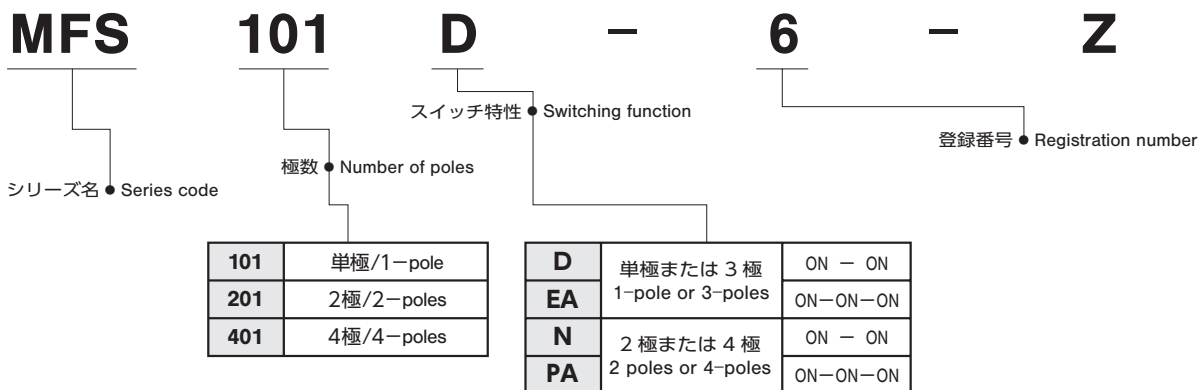 MFS 101 D - 6 - Z
スイッチ特性 ● Switching function
登録番号 ● Registration number
極数 ● Number of poles
シリーズ名 ● Series code
101 単極/1-pole
201 2極/2-poles
401 4極/4-poles
D 単極または3極 ON - ON
EA 1-pole or 3-poles ON-ON-ON
N 2極または4極 ON - ON
PA 2 poles or 4-poles ON-ON-ON